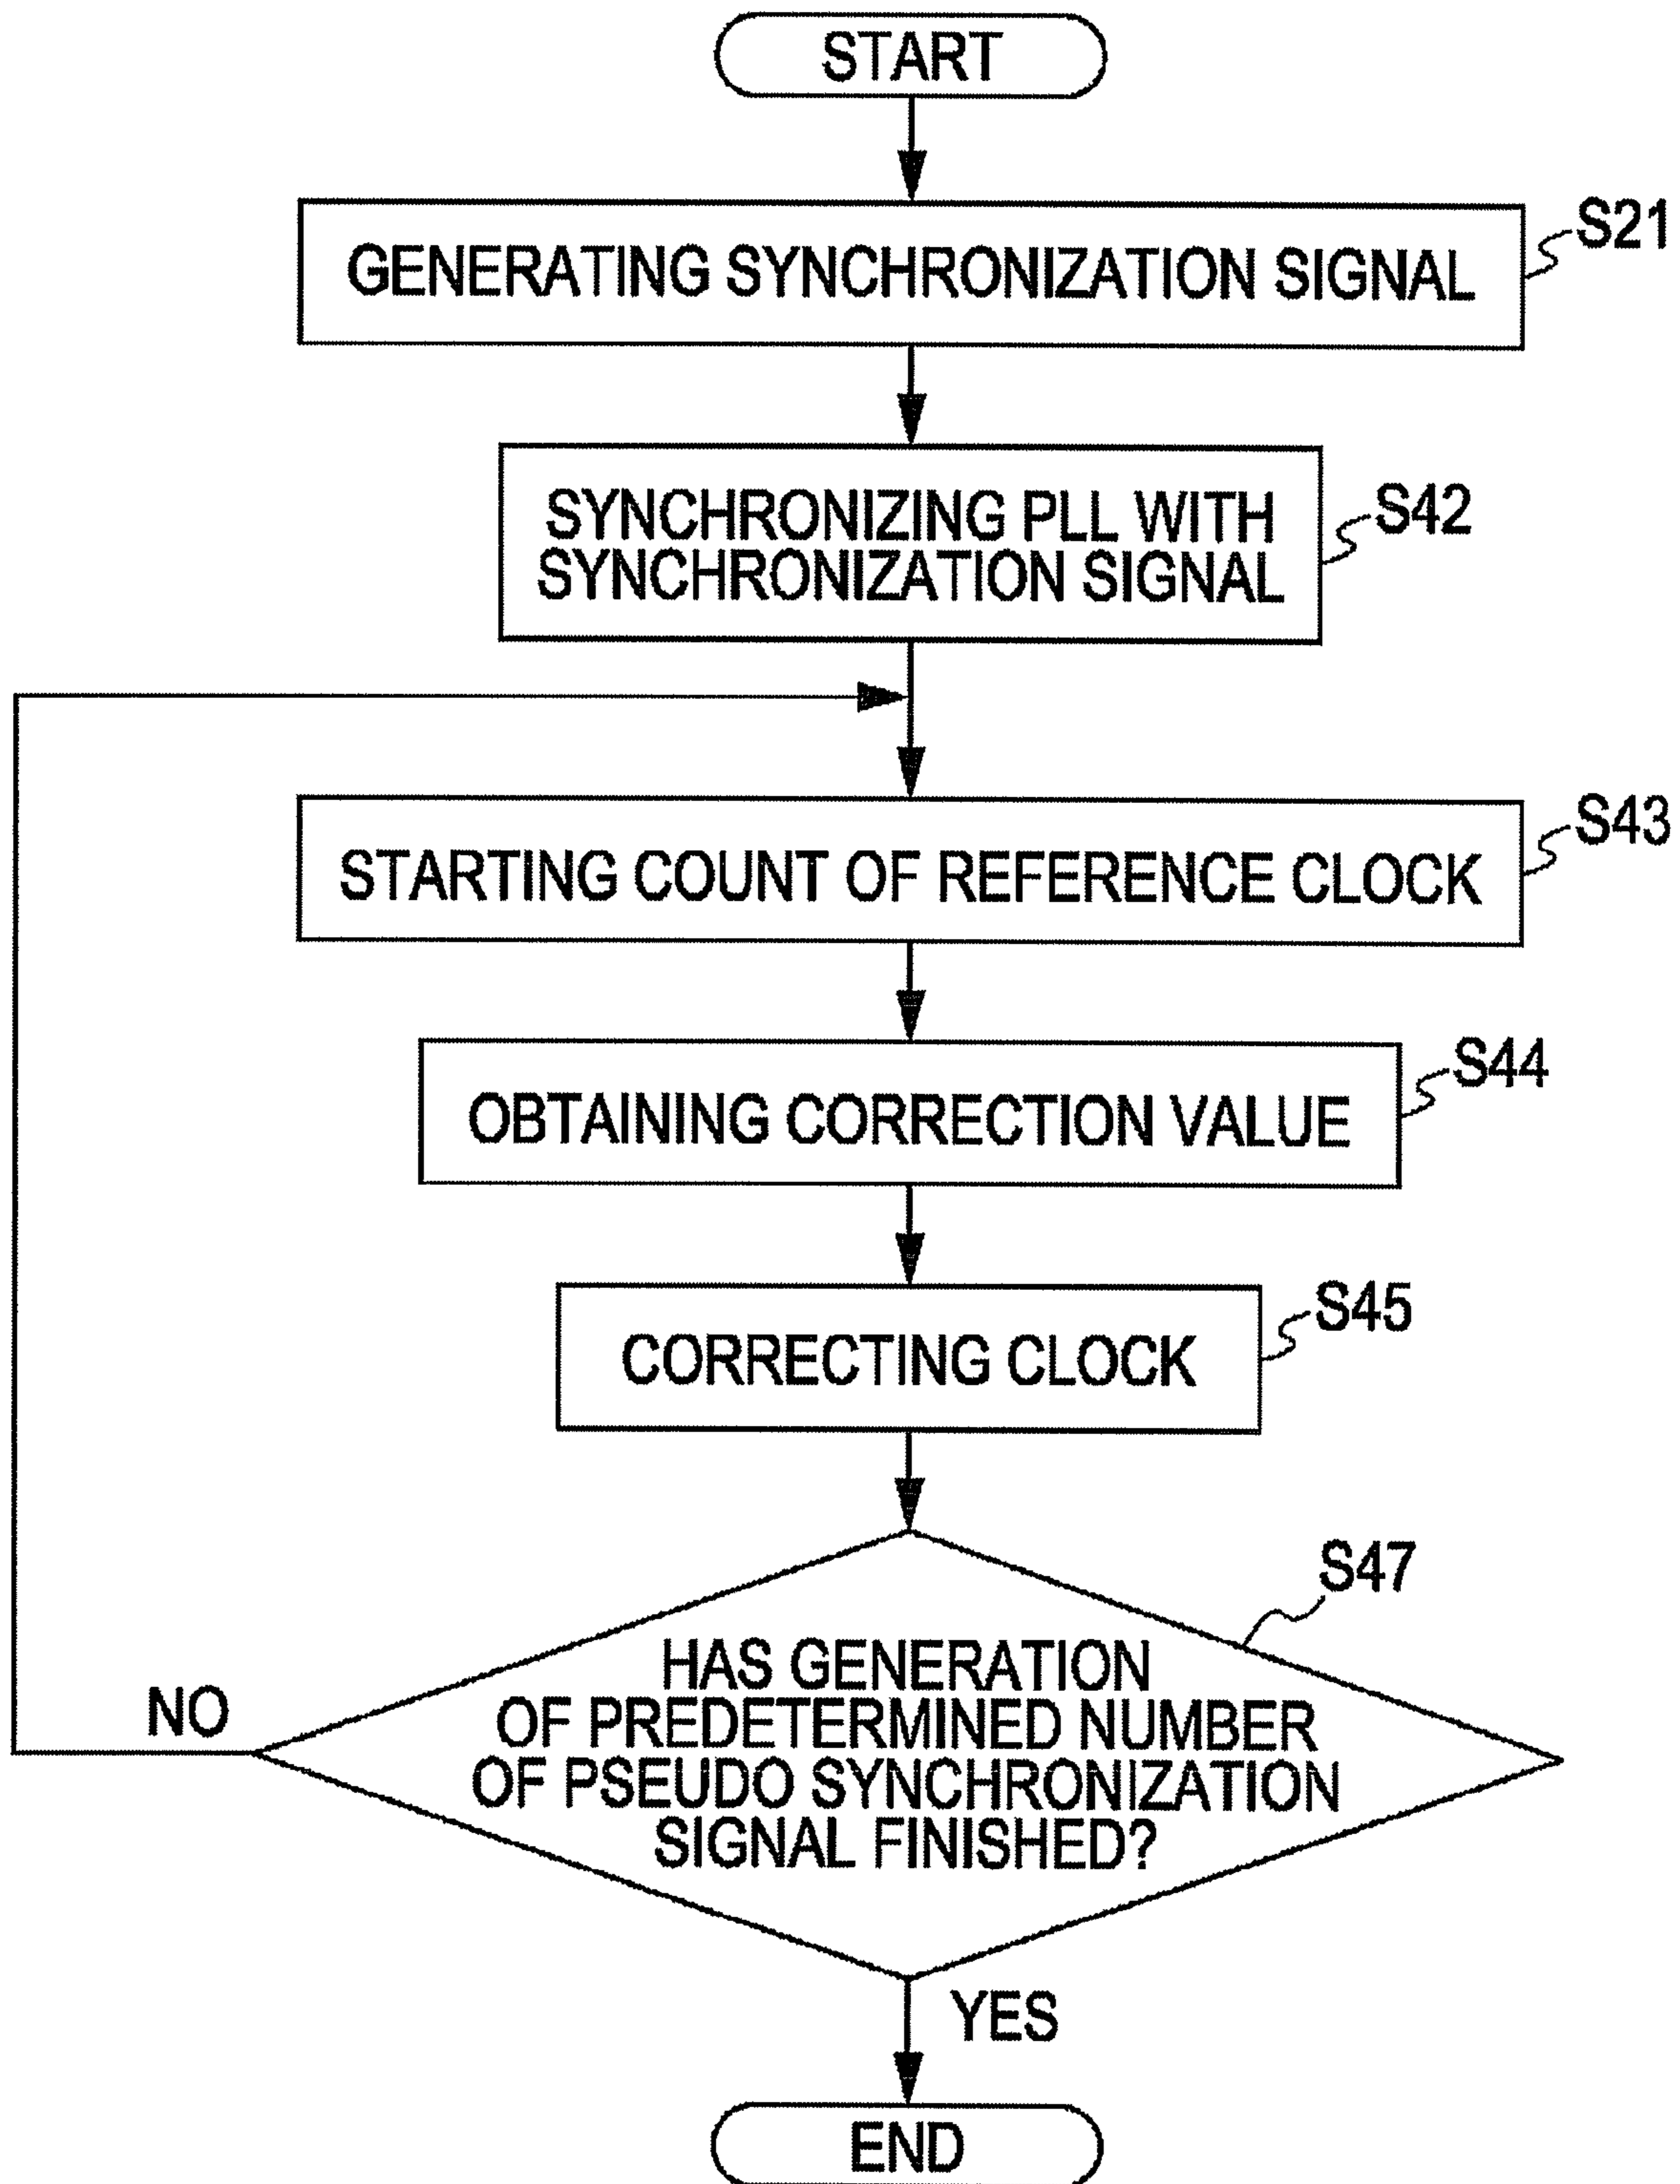 START
GENERATING SYNCHRONIZATION SIGNAL
S21
SYNCHRONIZING PLL WITH
SYNCHRONIZATION SIGNAL
S42
STARTING COUNT OF REFERENCE CLOCK
S43
OBTAINING CORRECTION VALUE
S44
CORRECTING CLOCK
S45
S47
HAS GENERATION
OF PREDETERMINED NUMBER
OF PSEUDO SYNCHRONIZATION
SIGNAL FINISHED?
NO
YES
END